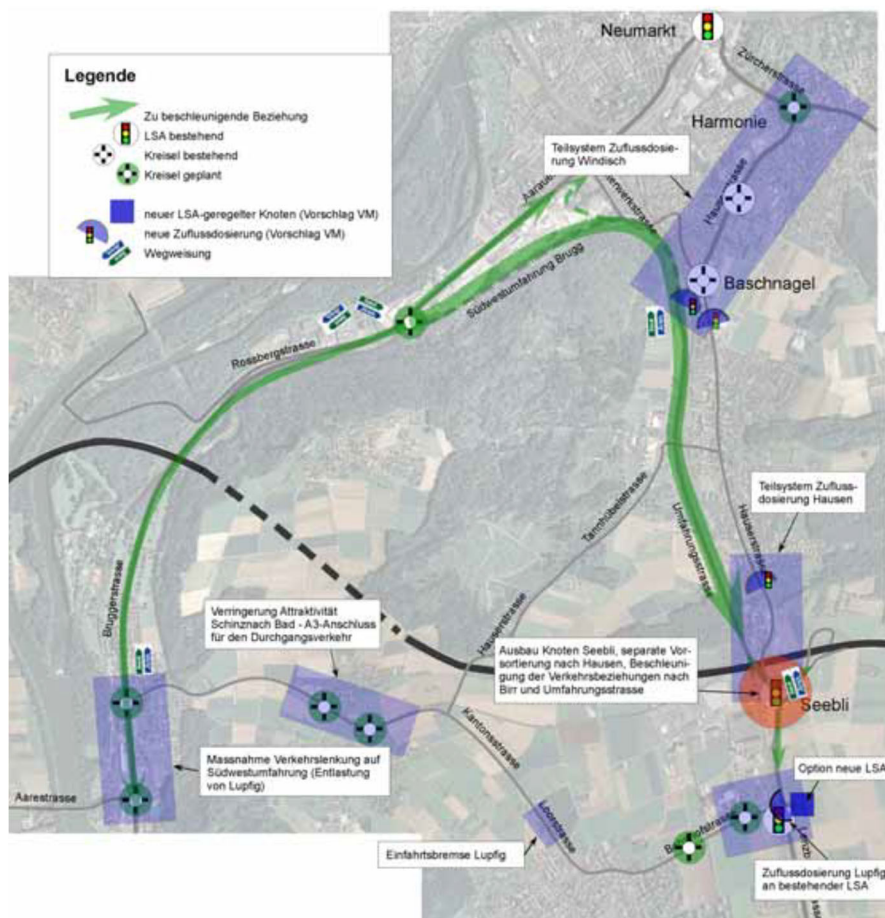 Neumarkt
Zürcherstrasse
Harmonie
Legende
Zu beschleunigende Beziehung
LSA bestehend
Kreisel bestehend
Kreisel geplant
neuer LSA-geregelter Knoten (Vorschlag VM)
neue Zuflussdosierung (Vorschlag VM)
Wegweisung
Teilsystem Zuflussdosie-
rung Windisch
Baschnagel
Südwestumfahrung Brugg
Rossbergstrasse
Teilsystem Zufluss-
dosierung Hausen
Hauserstrasse
Tannhübelstrasse
Umfahrungsstrasse
Bruggerstrasse
Verringerung Attraktivität
Schinznach Bad - A3-Anschluss
für den Durchgangsverkehr
Hauserstrasse
Ausbau Knoten Seebli, separate Vor-
sortierung nach Hausen, Beschleuni-
gung der Verkehrsbeziehungen nach
Birr und Umfahrungsstrasse
Seebli
Kantonsstrasse
Massnahme Verkehrslenkung auf
Südwestumfahrung (Entlastung
von Lupfig)
Option neue LSA
Aarestrasse
Loorstrasse
Einfahrtsbremse Lupfig
Zuflussdosierung Lupfig
an bestehender LSA